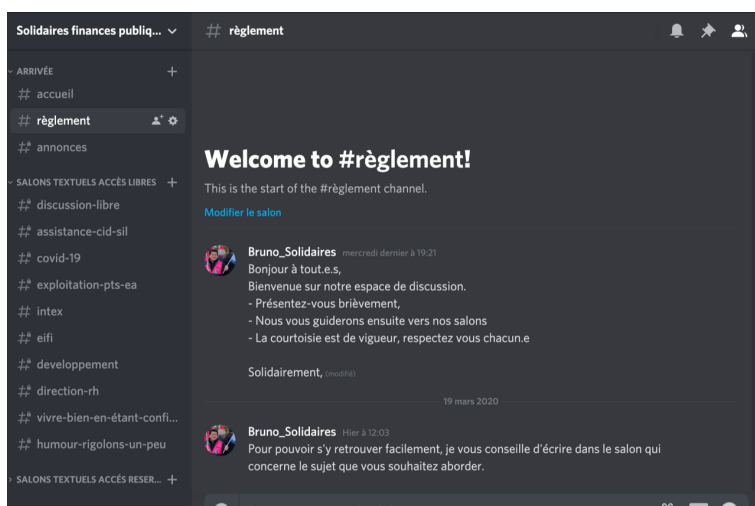 Solidaires finances publiq...
règlement
ARRIVÉE
accueil
règlement
annonces
SALONS TEXTUELS ACCÈS LIBRES
discussion-libre
assistance-cid-sil
covid-19
exploitation-pts-ea
intex
eifi
developpement
direction-rh
vivre-bien-en-étant-confi...
humour-rigolons-un-peu
SALONS TEXTUELS ACCÉS RESER...
Welcome to #règlement!
This is the start of the #règlement channel.
Modifier le salon
Bruno_Solidaires mercredi dernier à 19:21
Bonjour à tout.e.s,
Bienvenue sur notre espace de discussion.
- Présentez-vous brièvement,
- Nous vous guiderons ensuite vers nos salons
- La courtoisie est de vigueur, respectez vous chacun.e
Solidairement, (modifié)
19 mars 2020
Bruno_Solidaires Hier à 12:03
Pour pouvoir s'y retrouver facilement, je vous conseille d'écrire dans le salon qui
concerne le sujet que vous souhaitez aborder.